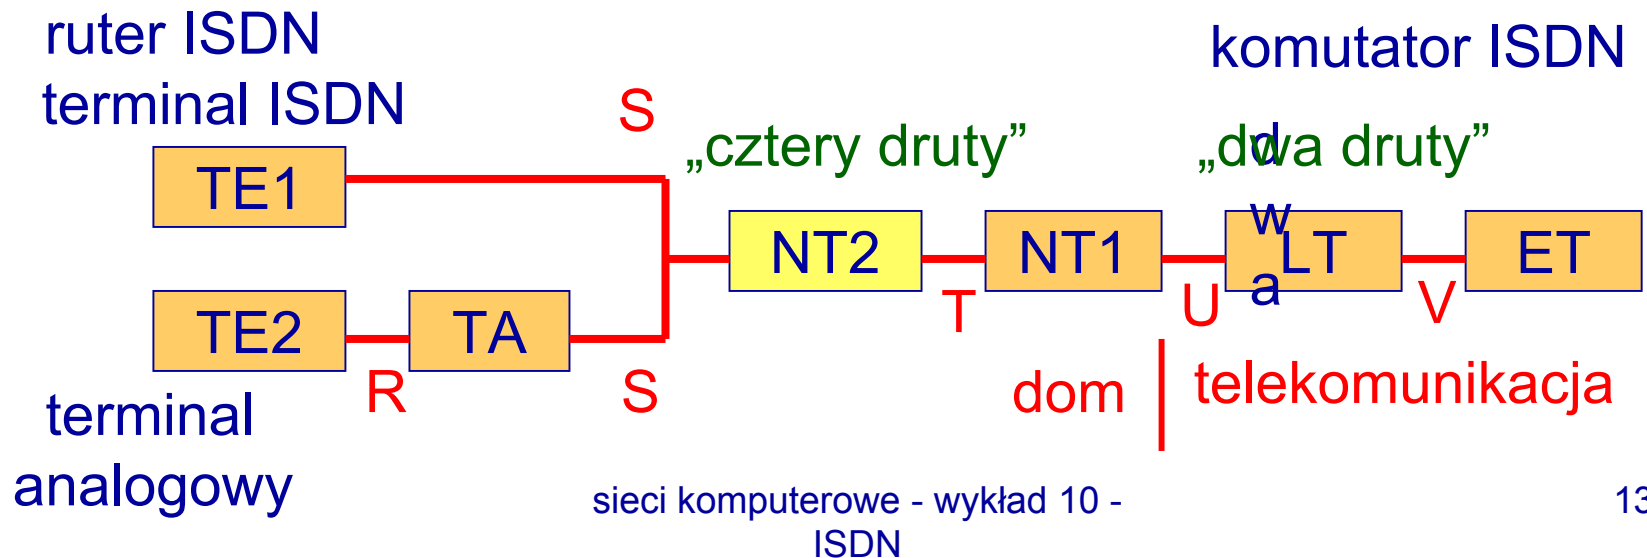 ruter ISDN
terminal ISDN
komutator ISDN
S
„cztery druty”
„dwa druty”
d
w
a
TE1
NT2
NT1
LT
ET
T
U
V
TE2
TA
R
S
dom
telekomunikacja
terminal
analogowy
sieci komputerowe - wykład 10 -
ISDN
13